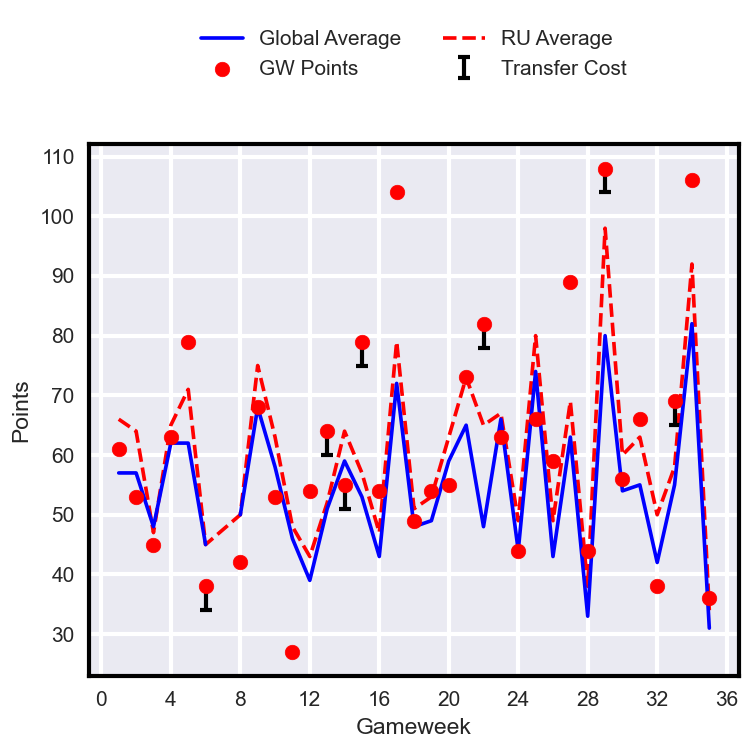 Global Average
RU Average
GW Points
Transfer Cost
110
100
90
80
70
60
50
40
30
Points
0 4 8 12 16 20 24 28 32 36
Gameweek